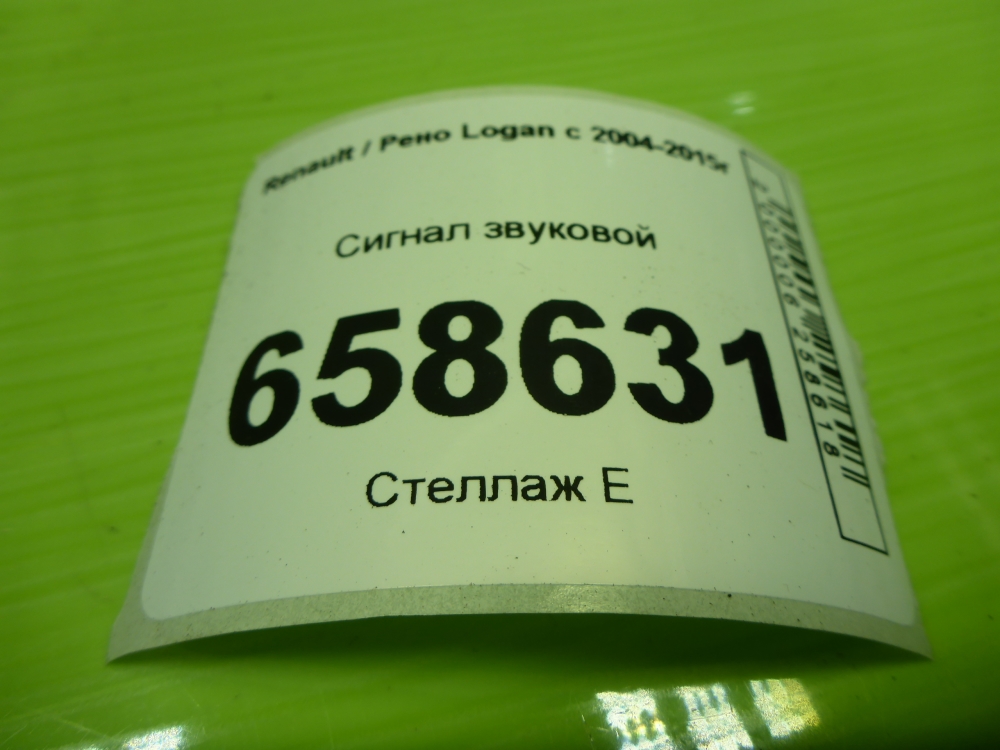 Renault / Рено Logan с 2004-2015г
Сигнал звуковой
658631
Стеллаж Е